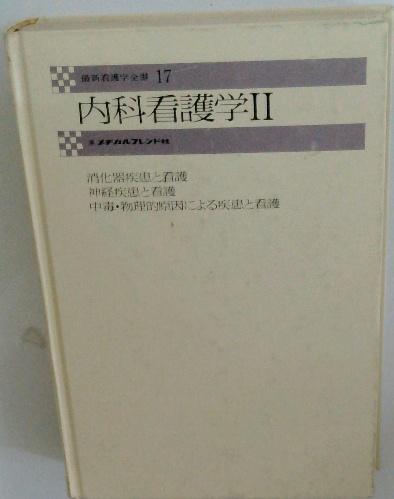 最新看護学全書 17
内科看護学II
メヂカルフレンド社
消化器疾患と看護
神経疾患と看護
中毒・物理的原因による疾患と看護